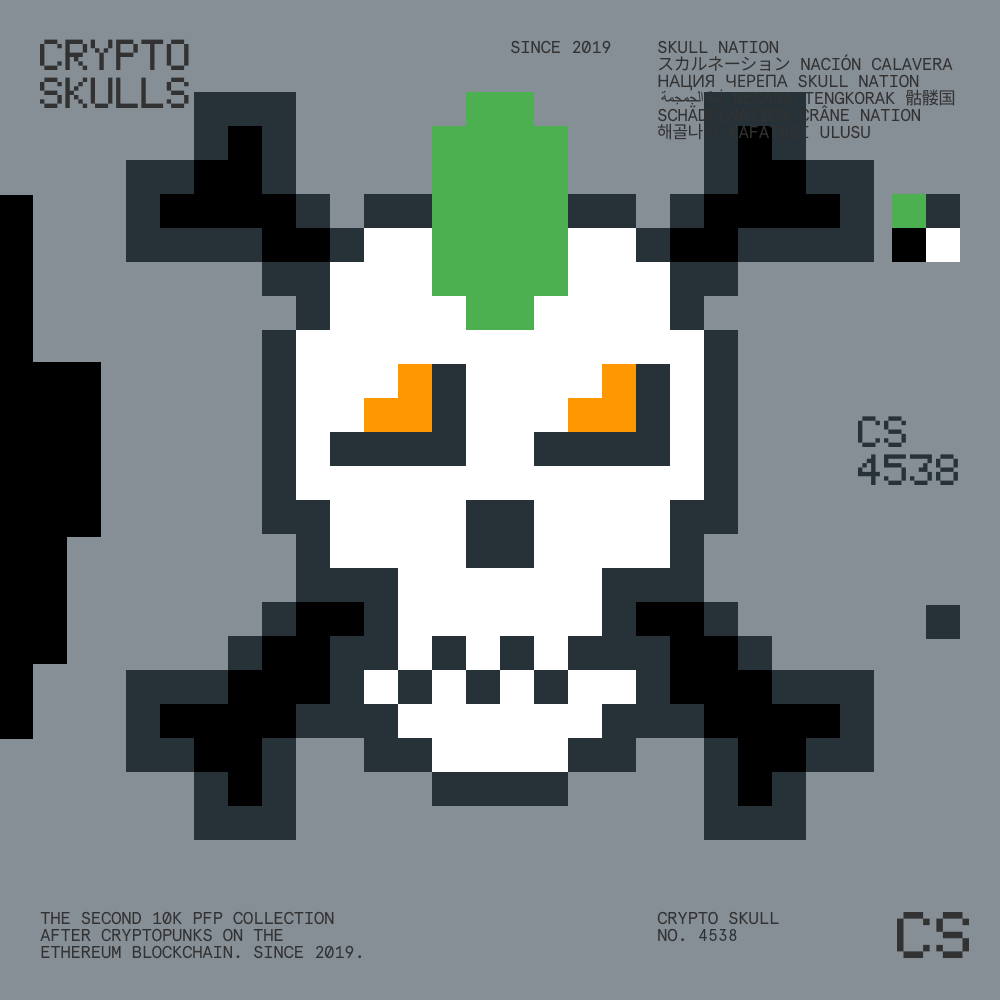 CRYPTO
SKULLS
SINCE 2019
SKULL NATION
スカルネーション NACIÓN CALAVERA
НАЦИЯ ЧЕРЕПА SKULL NATION
الجمجمة TENGKORAK 骷髅国
CRÂNE NATION
해골나 ULUSU
CS
4538
THE SECOND 10K PFP COLLECTION
AFTER CRYPTOPUNKS ON THE
ETHEREUM BLOCKCHAIN. SINCE 2019.
CRYPTO SKULL
NO. 4538
CS